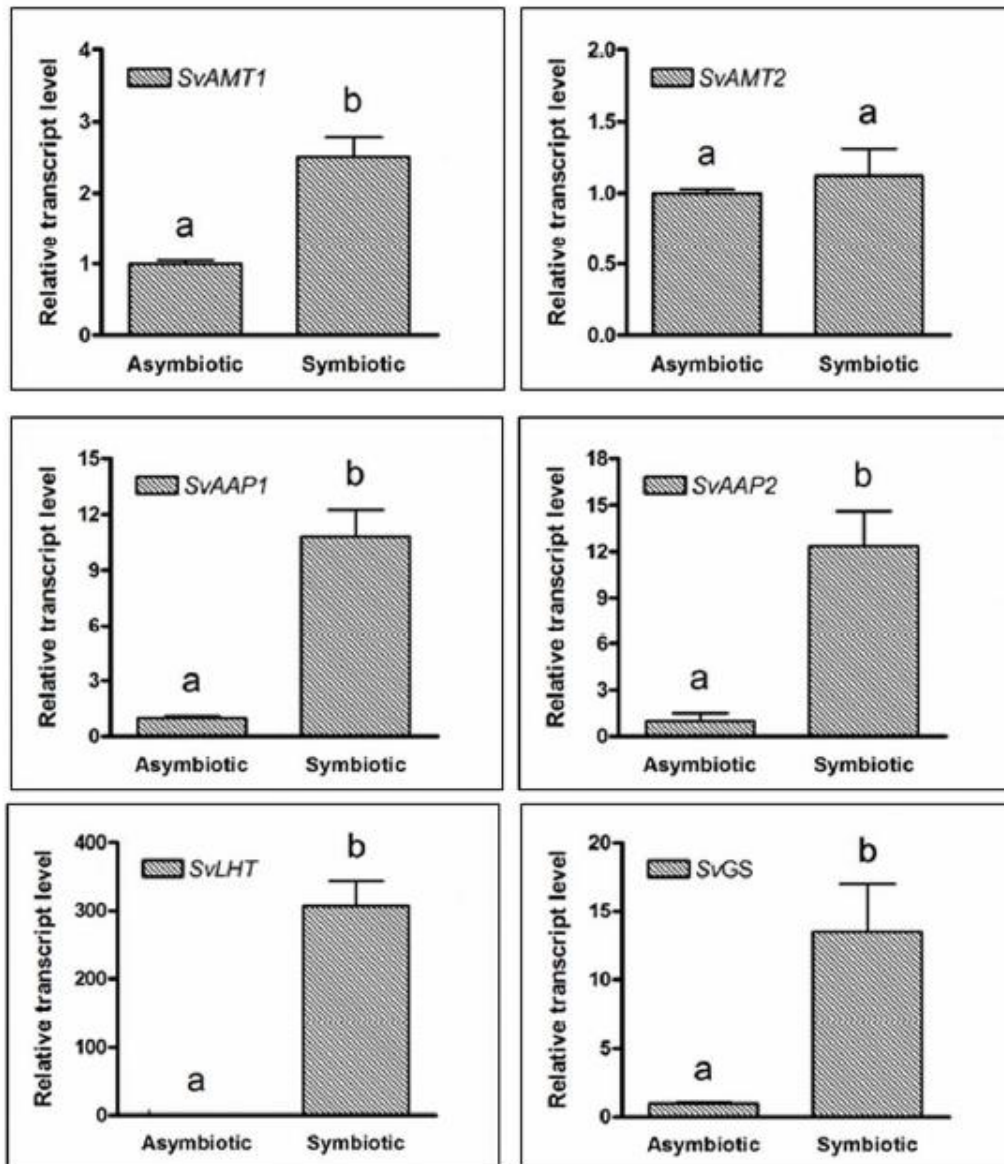 Relative transcript level
4
3
2
1
0
SvAMT1
a
b
Asymbiotic Symbiotic
Relative transcript level
2.0
1.5
1.0
0.5
0.0
SvAMT2
a
a
Asymbiotic Symbiotic
Relative transcript level
15
12
9
6
3
0
SvAAP1
a
b
Asymbiotic Symbiotic
Relative transcript level
18
15
12
9
6
3
0
SvAAP2
a
b
Asymbiotic Symbiotic
Relative transcript level
400
300
200
100
0
SvLHT
a
b
Asymbiotic Symbiotic
Relative transcript level
20
15
10
5
0
SvGS
a
b
Asymbiotic Symbiotic